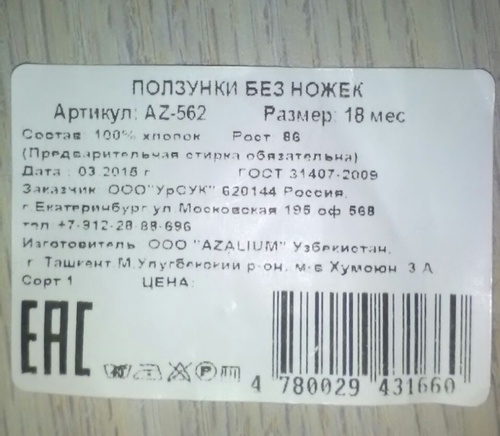 ПОЛЗУНКИ БЕЗ НОЖЕК
Артикул: AZ-562 Размер: 18 мес
Состав 100% хлопок Рост 86
(Предварительная стирка обязательна)
Дата : 03.2015 г ГОСТ 31407-2009
Заказчик ООО"УрСУК" 620144 Россия,
г.Екатеринбург ул Московская 195 оф 568
тел +7-912-28 88-696
Изготовитель ООО "AZALIUM" Узбекистан,
г Ташкент М.Улугбекский р-он, м-в Хумоюн 3 А
Сорт 1 ЦЕНА:
EAC
4 780029 431660